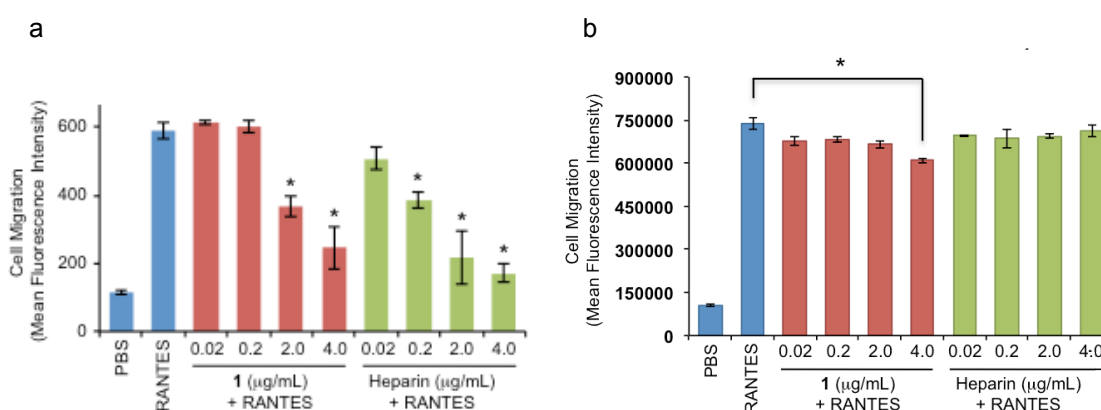 a
Cell Migration
(Mean Fluorescence Intensity)
600
400
200
0
* * * * *
PBS
RANTES
0.02 0.2 2.0 4.0
0.02 0.2 2.0 4.0
1 (μg/mL)
+ RANTES
Heparin (μg/mL)
+ RANTES
b
Cell Migration
(Mean Fluorescence Intensity)
900000
750000
600000
450000
300000
150000
0
*
PBS
RANTES
0.02 0.2 2.0 4.0
0.02 0.2 2.0 4.0
1 (μg/mL)
+ RANTES
Heparin (μg/mL)
+ RANTES